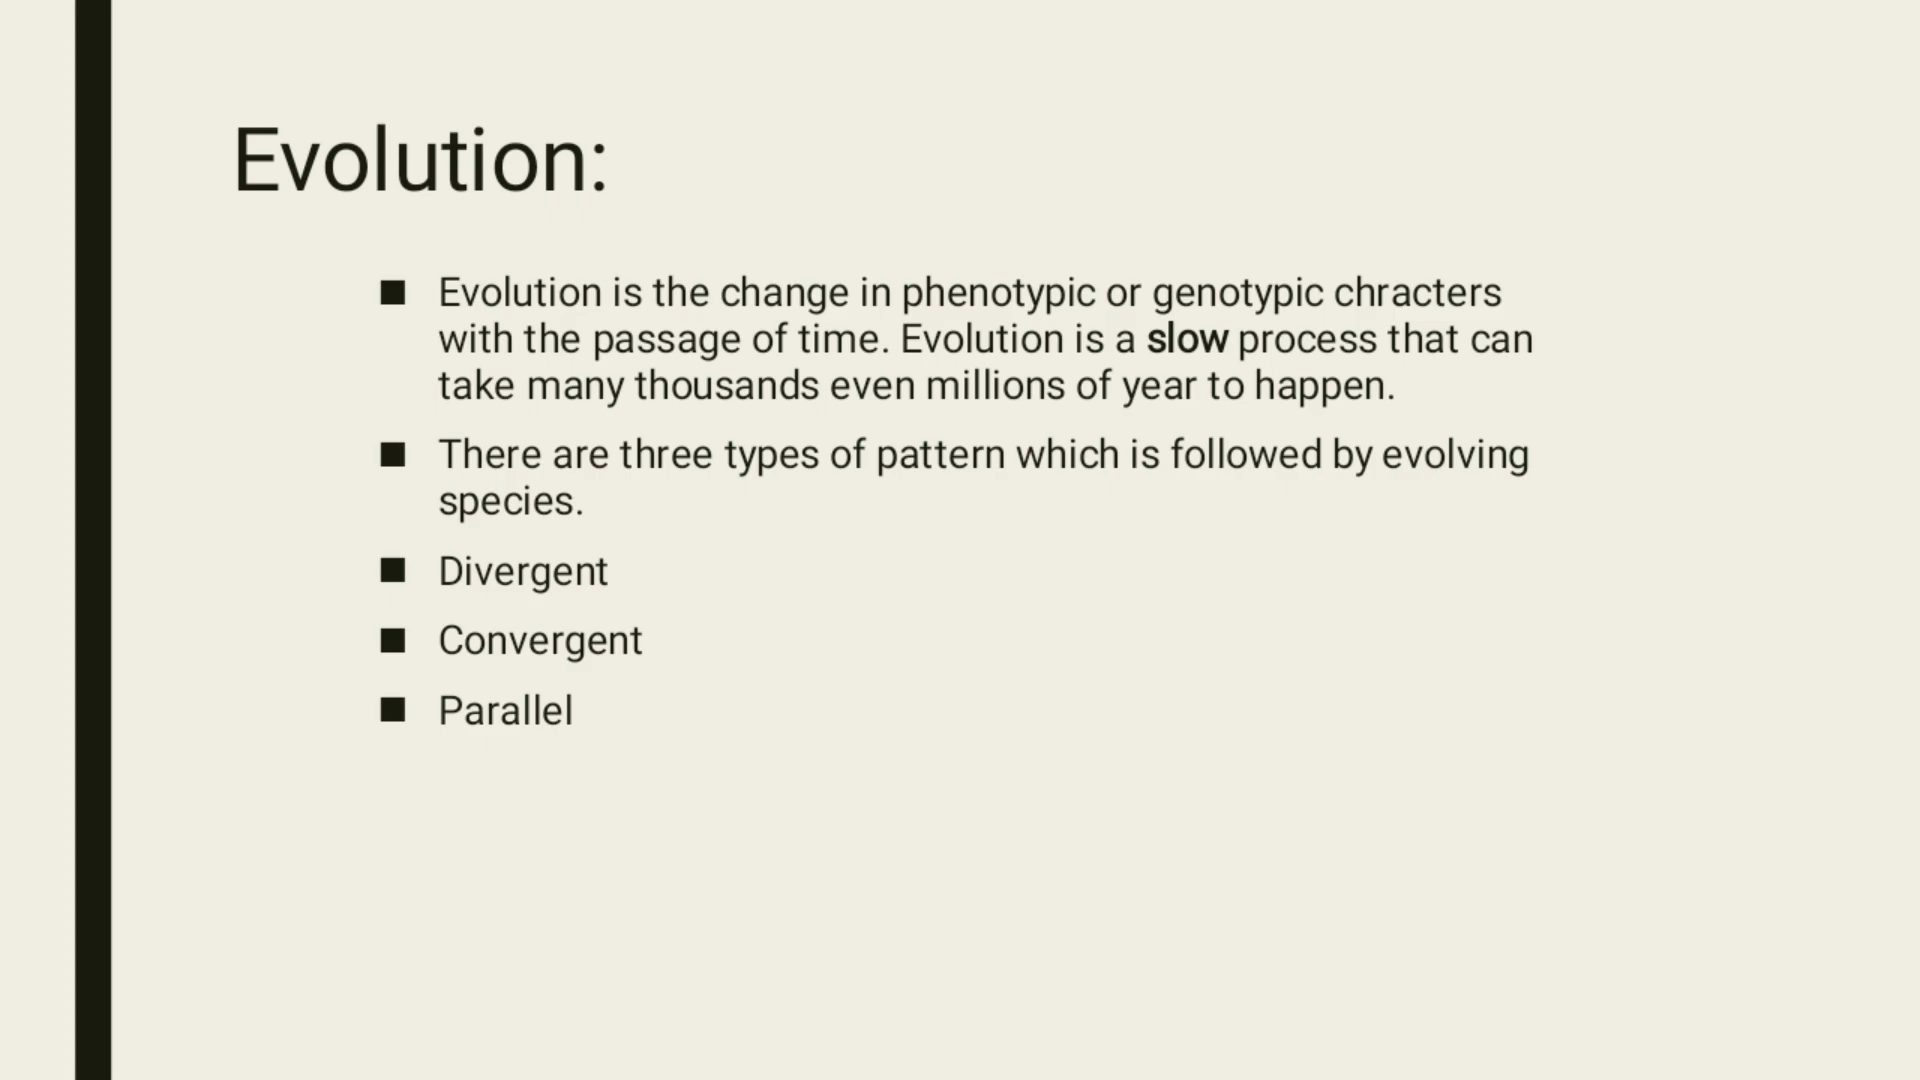 Evolution:
■ Evolution is the change in phenotypic or genotypic chracters
with the passage of time. Evolution is a slow process that can
take many thousands even millions of year to happen.
■ There are three types of pattern which is followed by evolving
species.
■ Divergent
■ Convergent
■ Parallel